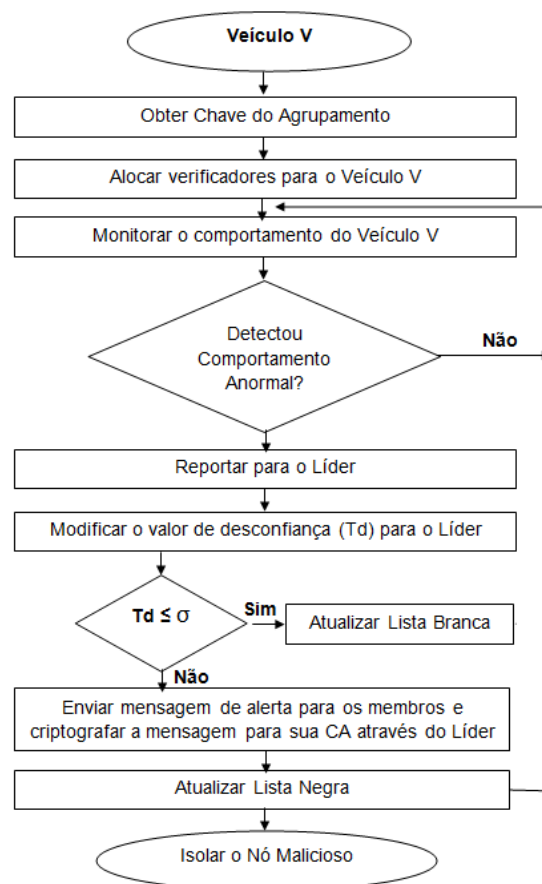 Veículo V
Obter Chave do Agrupamento
Alocar verificadores para o Veículo V
Monitorar o comportamento do Veículo V
Detectou
Comportamento
Anormal?
Não
Reportar para o Líder
Modificar o valor de desconfiança (Td) para o Líder
Td ≤ σ
Sim
Atualizar Lista Branca
Não
Enviar mensagem de alerta para os membros e
criptografar a mensagem para sua CA através do Líder
Atualizar Lista Negra
Isolar o Nó Malicioso